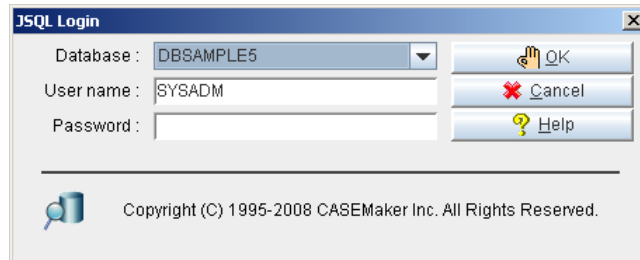 JSQL Login
Database : DBSAMPLE5
OK
User name : SYSADM
Cancel
Password :
Help
Copyright (C) 1995-2008 CASEMaker Inc. All Rights Reserved.